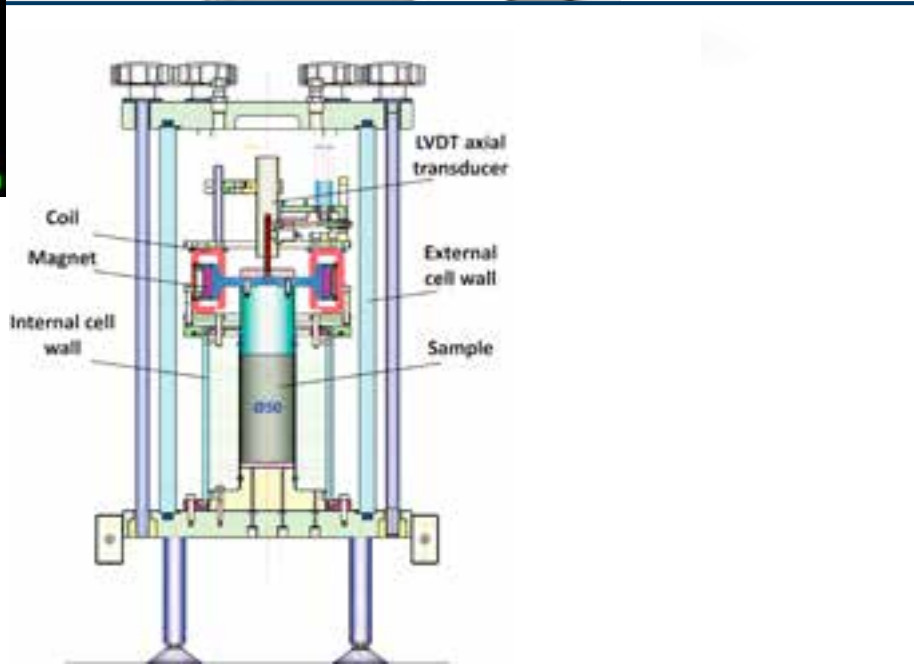 LVDT axial
transducer
Coil
Magnet
External
cell wall
Internal cell
wall
Sample
Ø50